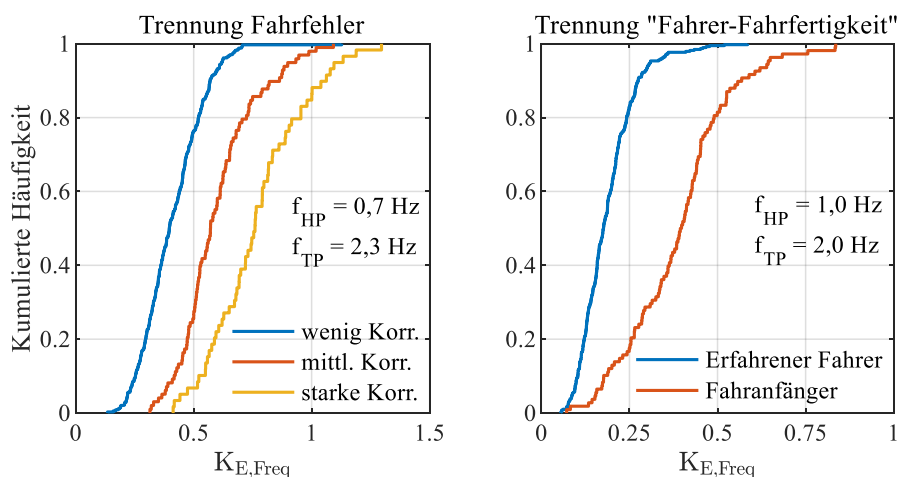 Trennung Fahrfehler
Kumulierte Häufigkeit
1
0.8
0.6
0.4
0.2
0
f_HP = 0,7 Hz
f_TP = 2,3 Hz
wenig Korr.
mittl. Korr.
starke Korr.
0 0.5 1 1.5
K_E,Freq
Trennung "Fahrer-Fahrfertigkeit"
1
0.8
0.6
0.4
0.2
0
f_HP = 1,0 Hz
f_TP = 2,0 Hz
Erfahrener Fahrer
Fahranfänger
0 0.25 0.5 0.75 1
K_E,Freq